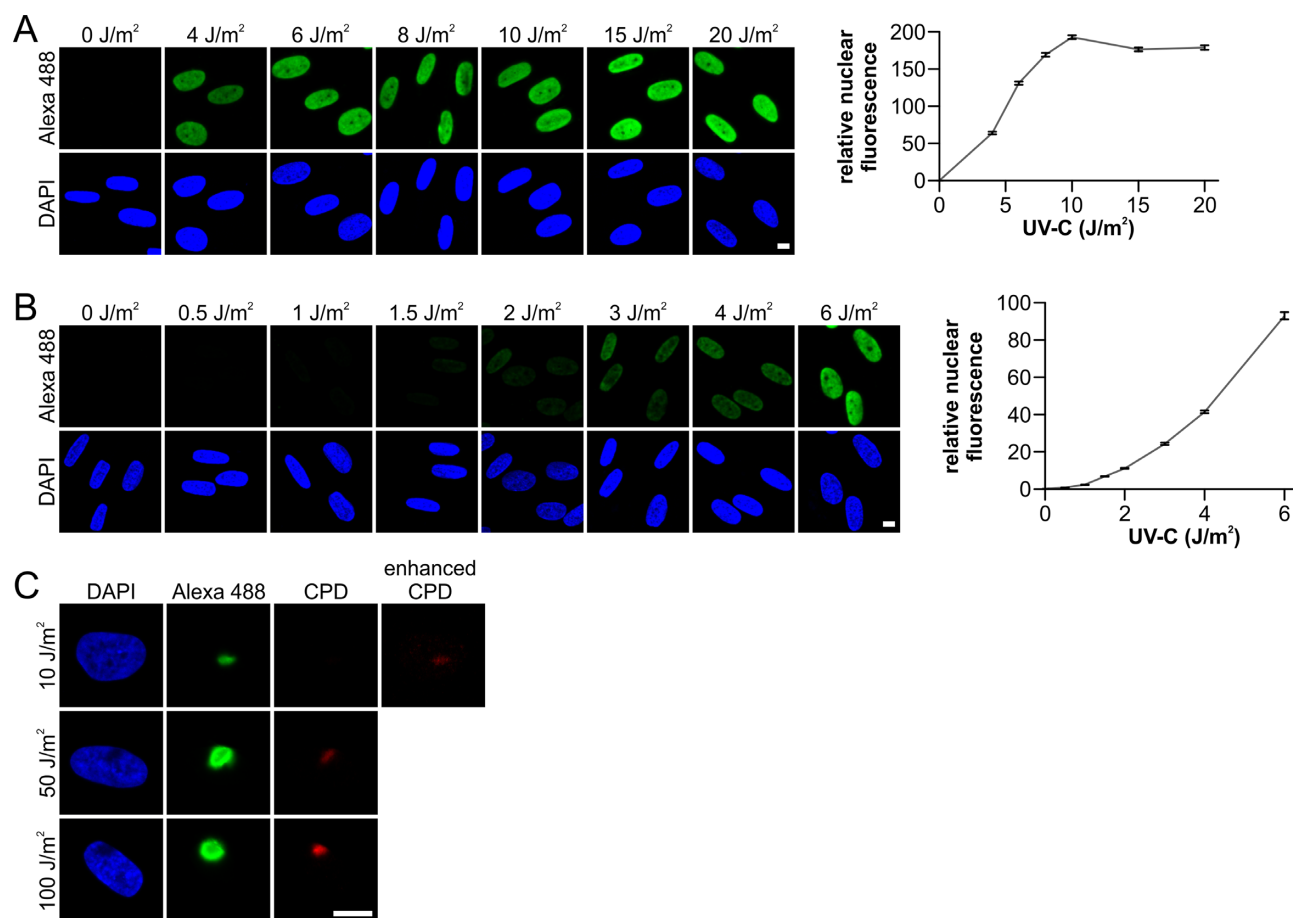 A
0 J/m² 4 J/m² 6 J/m² 8 J/m² 10 J/m² 15 J/m² 20 J/m²
Alexa 488
DAPI
relative nuclear
fluorescence
200
150
100
50
0
0 5 10 15 20
UV-C (J/m²)
B
0 J/m² 0.5 J/m² 1 J/m² 1.5 J/m² 2 J/m² 3 J/m² 4 J/m² 6 J/m²
Alexa 488
DAPI
relative nuclear
fluorescence
100
80
60
40
20
0
0 2 4 6
UV-C (J/m²)
C
enhanced
DAPI Alexa 488 CPD CPD
10 J/m²
50 J/m²
100 J/m²